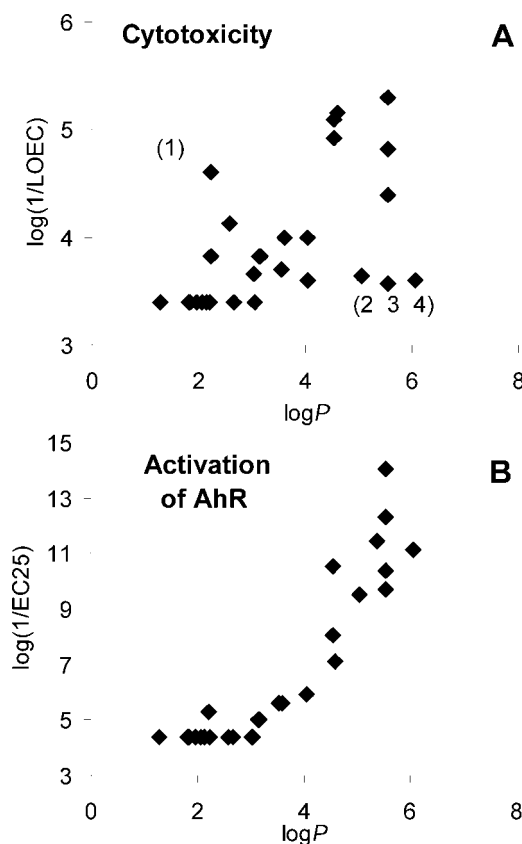 Cytotoxicity
A
log(1/LOEC)
6
5
4
3
(1)
(2 3 4)
0 2 4 6 8
logP
Activation
of AhR
B
log(1/EC25)
15
13
11
9
7
5
3
0 2 4 6 8
logP